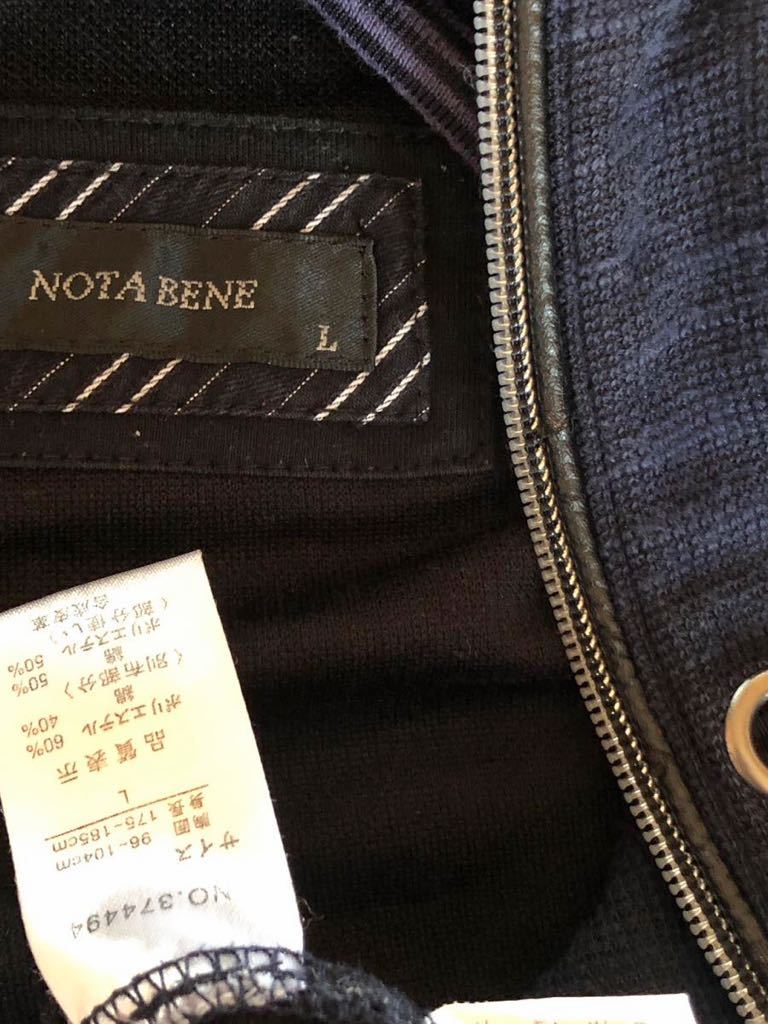 NOTA BENE
L
NO.374494
サイズ
胸囲 96~104cm
身長 175~185cm
L
品質表示
ポリエステル 60%
綿 40%
(別布部分)
綿 50%
ポリエステル 50%
(部分使い)
合成皮革